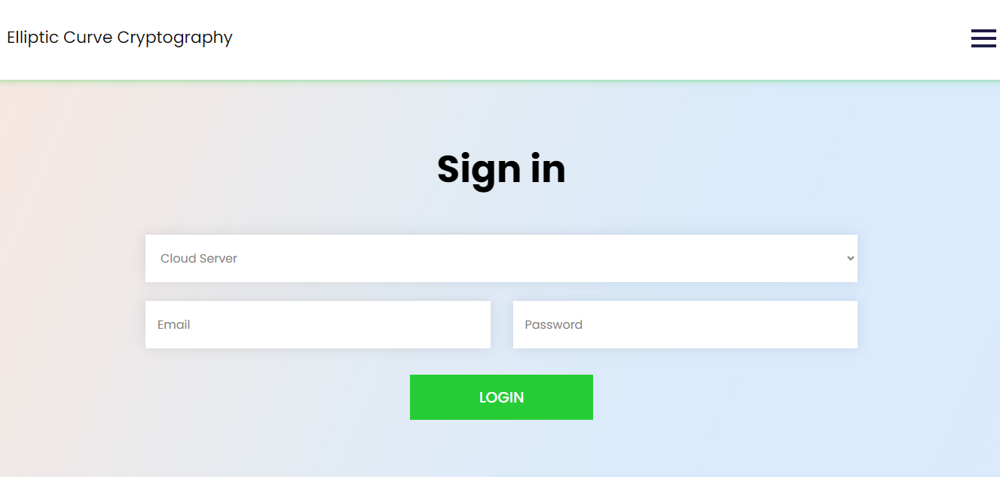 Elliptic Curve Cryptography
Sign in
Cloud Server
Email
Password
LOGIN